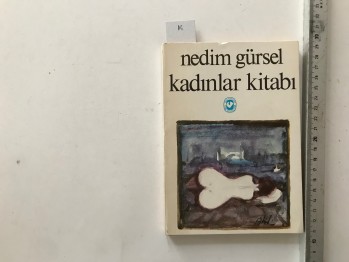 K
nedim gürsel
kadınlar kitabı